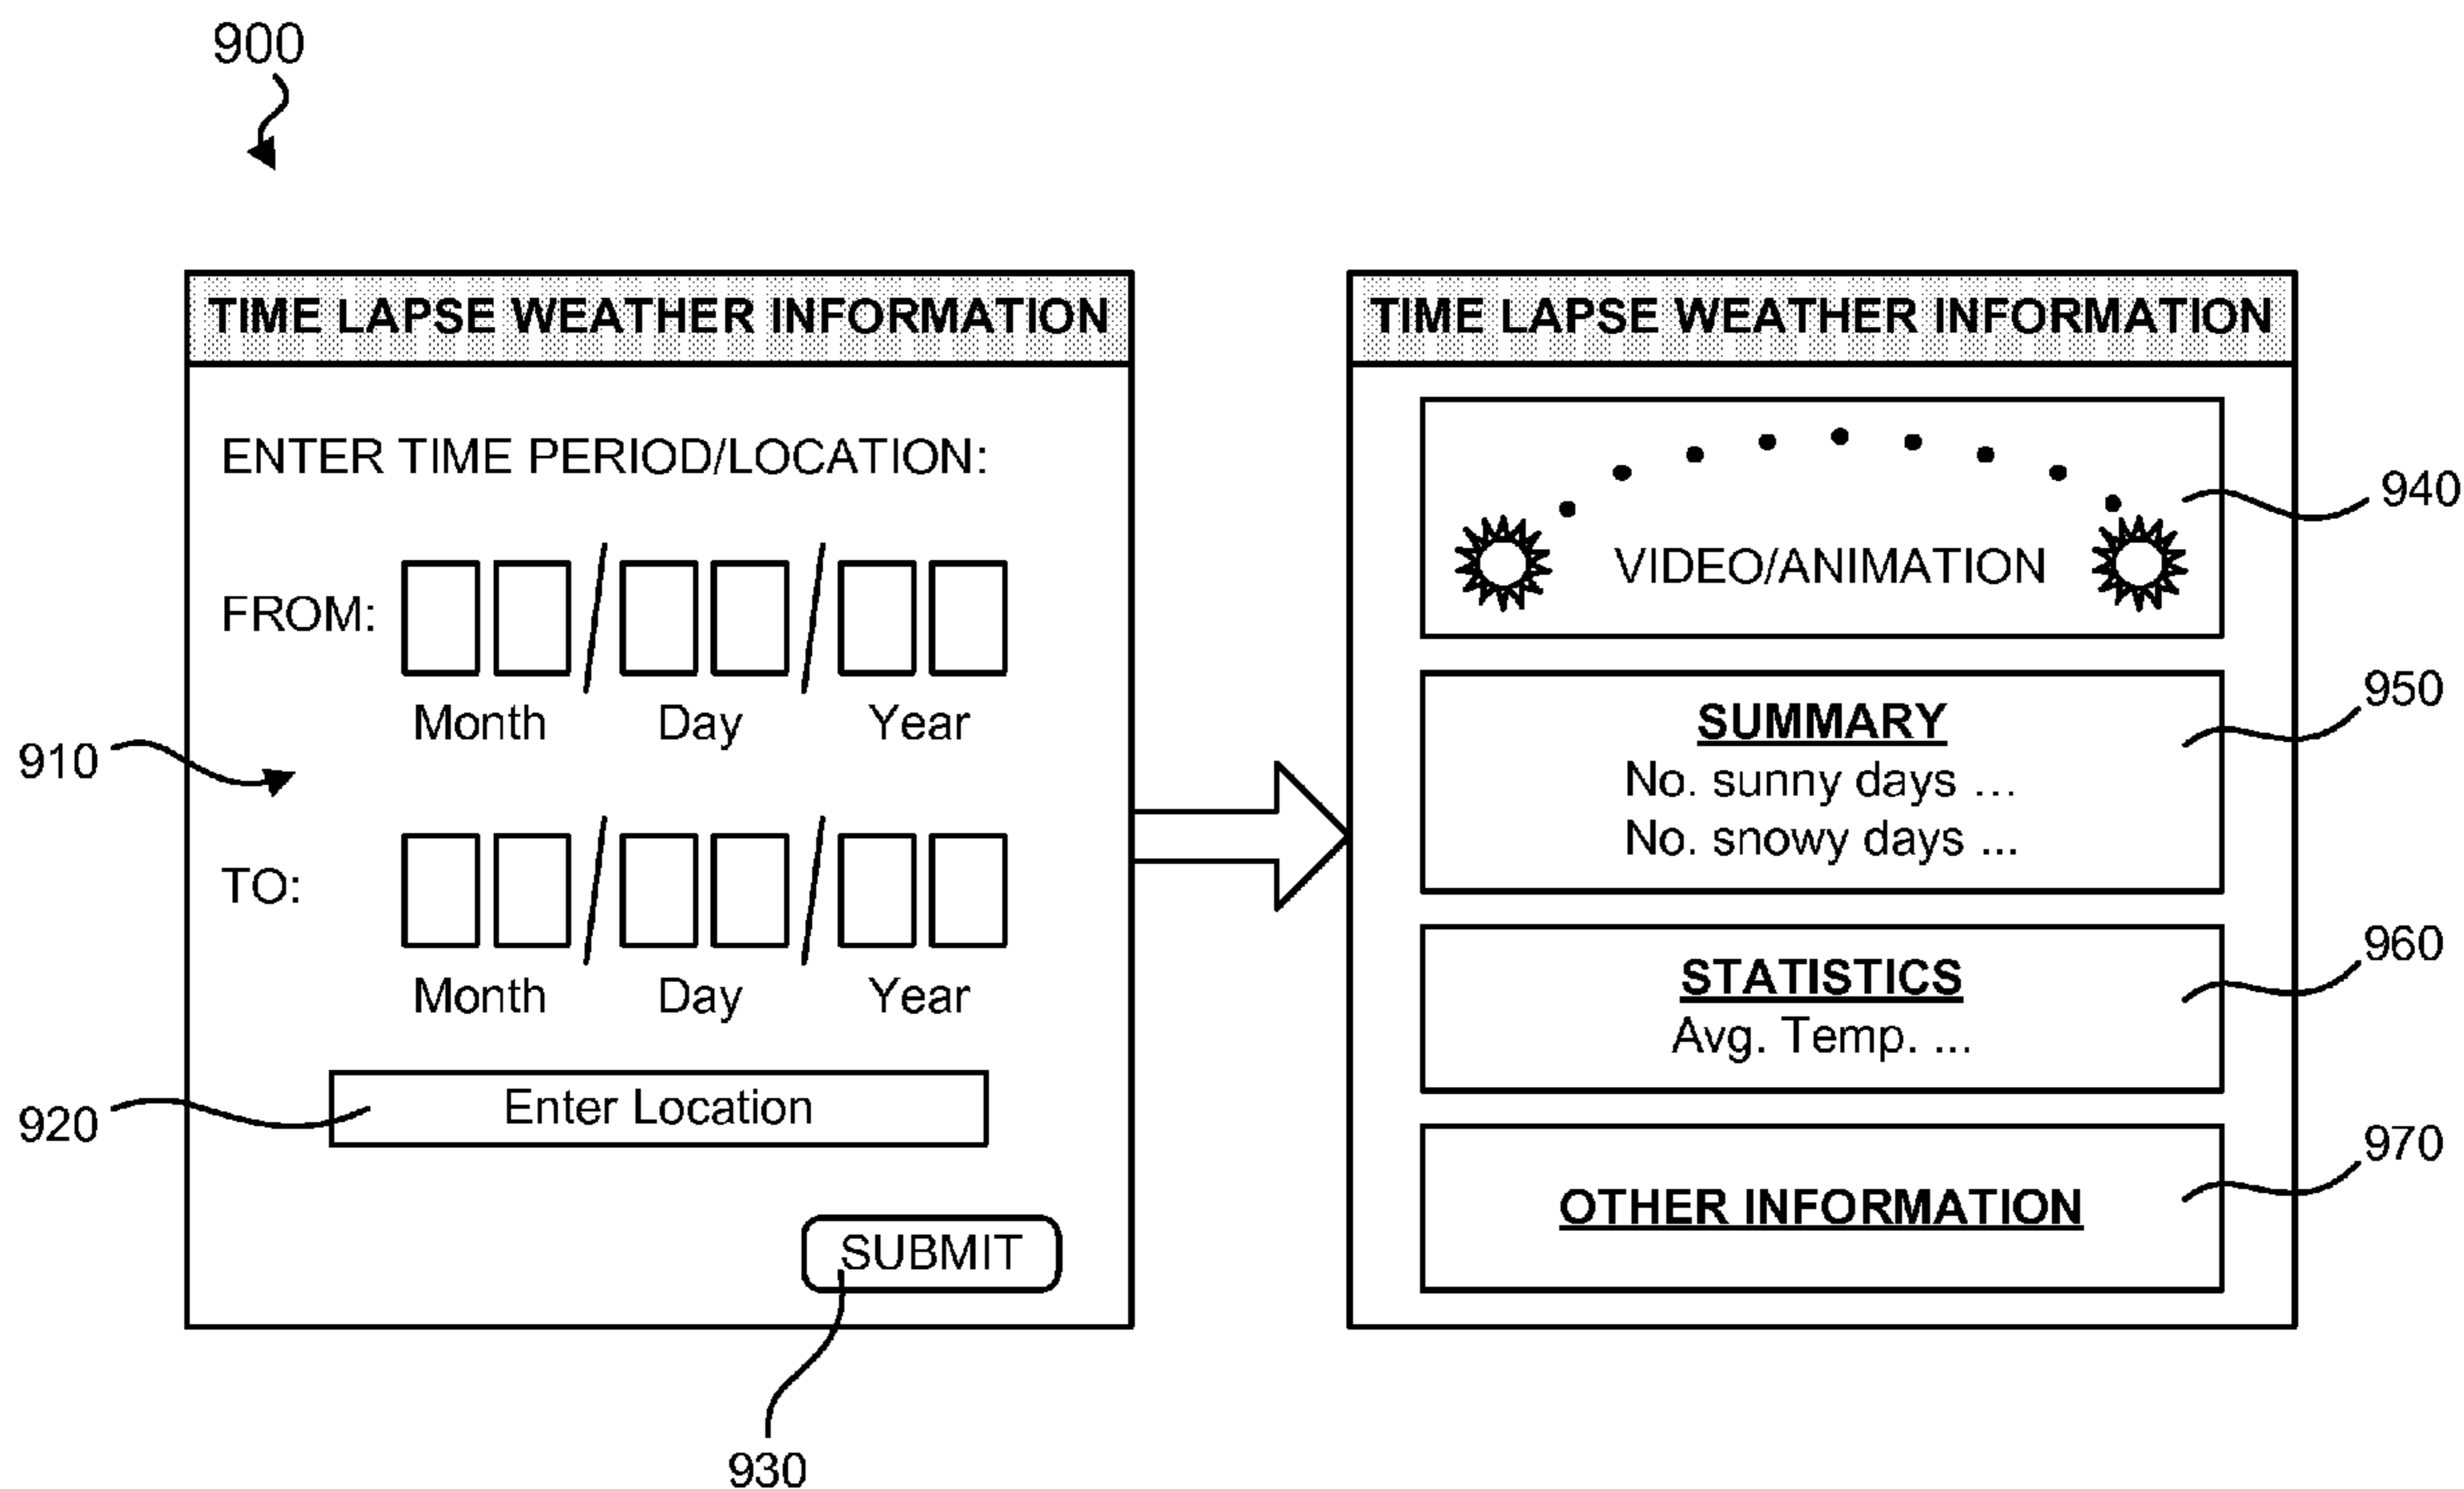 900
TIME LAPSE WEATHER INFORMATION
ENTER TIME PERIOD/LOCATION:
FROM:
/ /
Month Day Year
910
TO:
/ /
Month Day Year
920
Enter Location
SUBMIT
930
TIME LAPSE WEATHER INFORMATION
VIDEO/ANIMATION
940
SUMMARY
No. sunny days ...
No. snowy days ...
950
STATISTICS
Avg. Temp. ...
960
OTHER INFORMATION
970